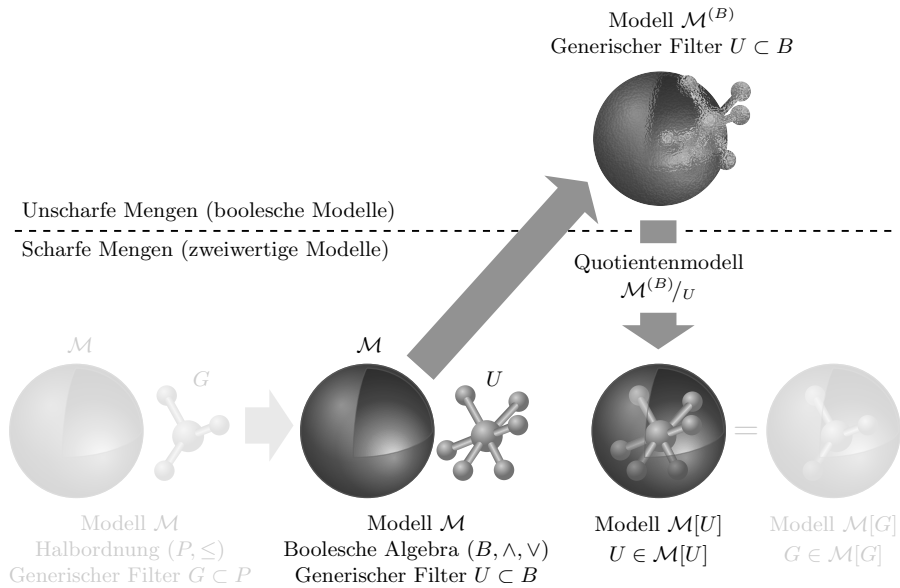 Modell 𝓜^(B)
Generischer Filter U ⊂ B
Unscharfe Mengen (boolesche Modelle)
Scharfe Mengen (zweiwertige Modelle)
Quotientenmodell
𝓜^(B)/U
𝓜
G
𝓜
U
=
Modell 𝓜
Halbordnung (P, ≤)
Generischer Filter G ⊂ P
Modell 𝓜
Boolesche Algebra (B, ∧, ∨)
Generischer Filter U ⊂ B
Modell 𝓜[U]
U ∈ 𝓜[U]
Modell 𝓜[G]
G ∈ 𝓜[G]